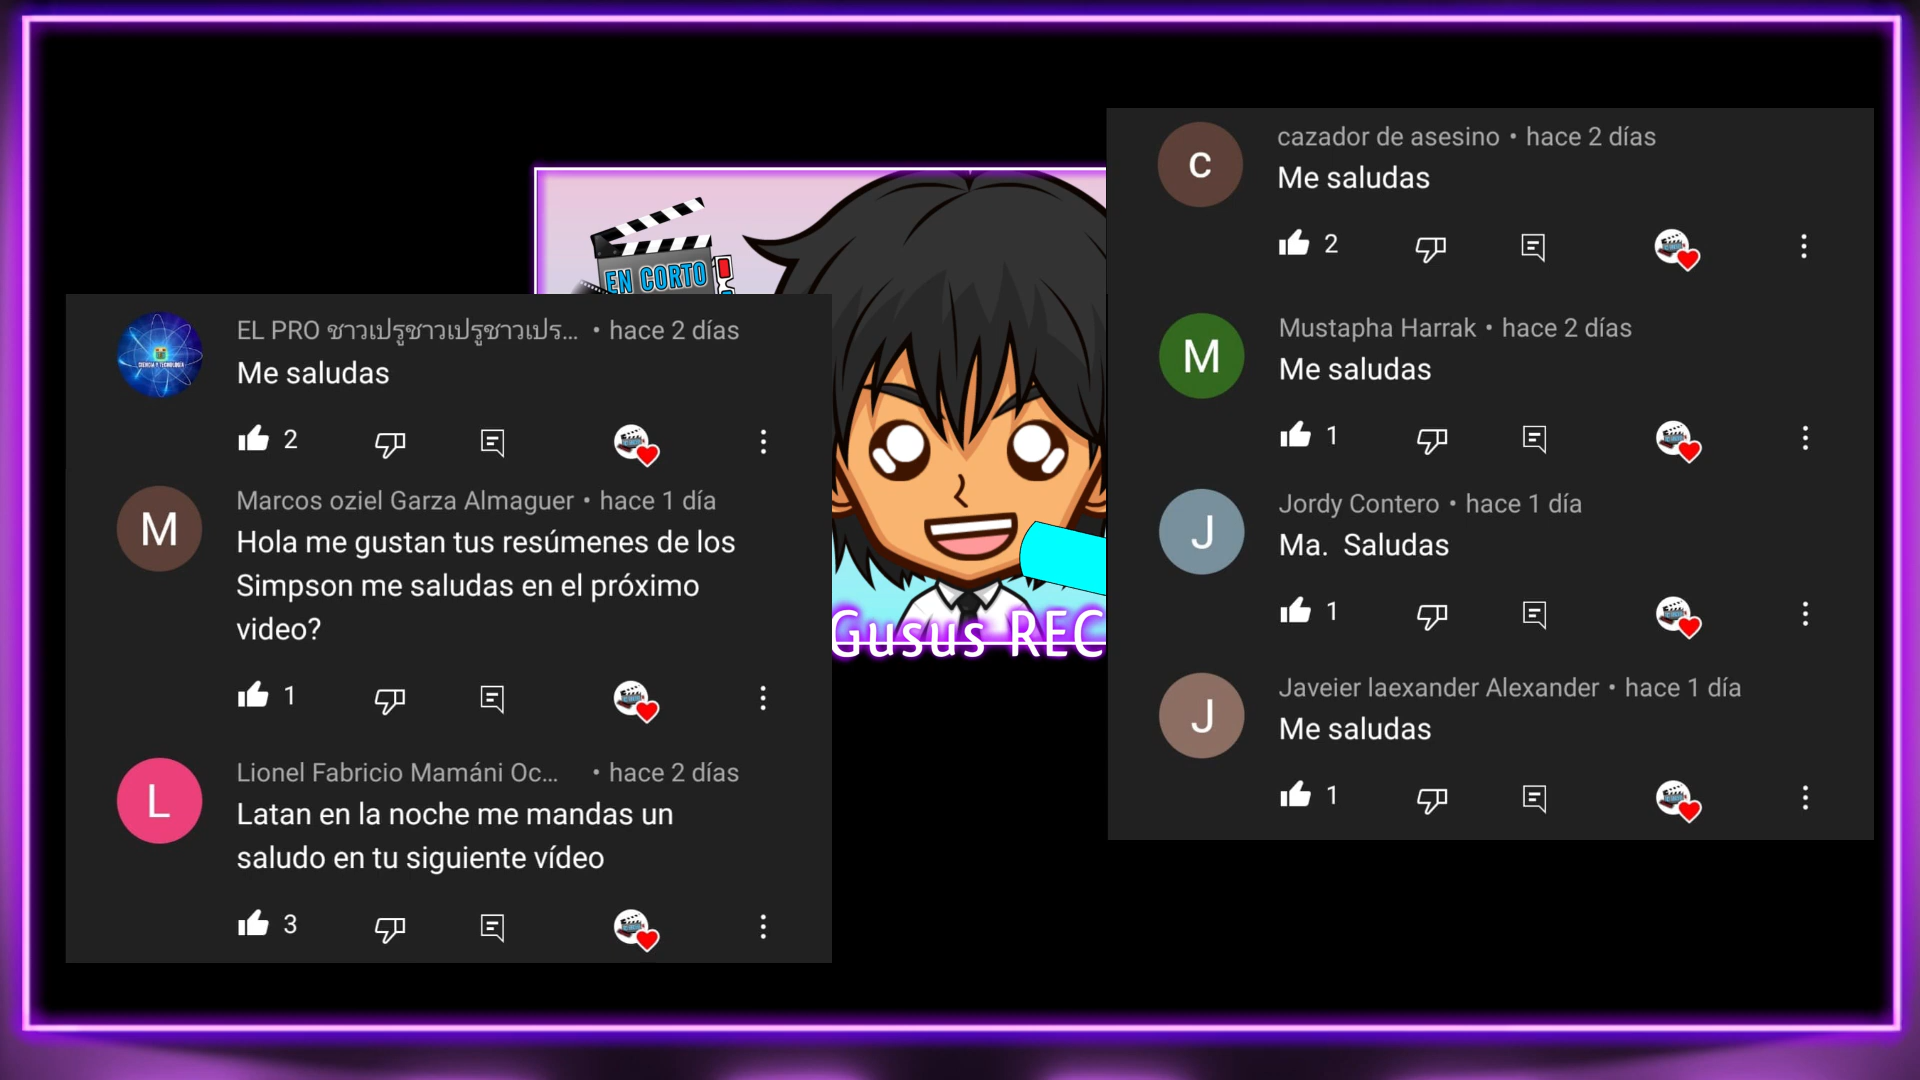 EN CORTO
EL PRO ชาวเปรูชาวเปรูชาวเปร... • hace 2 días
Me saludas
2
Marcos oziel Garza Almaguer • hace 1 día
Hola me gustan tus resúmenes de los
Simpson me saludas en el próximo
video?
1
Lionel Fabricio Mamáni Oc... • hace 2 días
Latan en la noche me mandas un
saludo en tu siguiente vídeo
3
Gusus REC
cazador de asesino • hace 2 días
Me saludas
2
Mustapha Harrak • hace 2 días
Me saludas
1
Jordy Contero • hace 1 día
Ma. Saludas
1
Javeier laexander Alexander • hace 1 día
Me saludas
1
C
M
J
J
M
L
CIENCIA Y TECNOLOGÍA